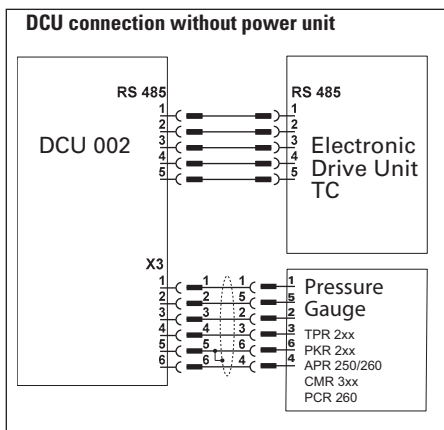 DCU connection without power unit
RS 485 RS 485
1 1
2 2
3 3
4 4
5 5
DCU 002
Electronic
Drive Unit
TC
X3
1 1 1 1
2 2 5 5
3 3 2 2
4 4 3 3
5 5 6 6
6 6 4 4
Pressure
Gauge
TPR 2xx
PKR 2xx
APR 250/260
CMR 3xx
PCR 260